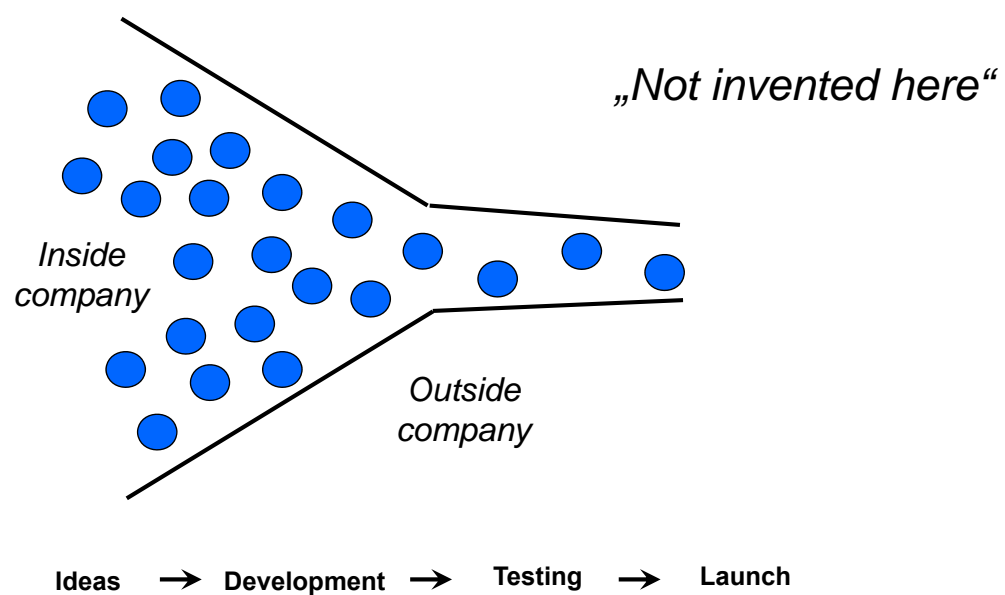 „Not invented here“
Inside
company
Outside
company
Ideas → Development → Testing → Launch